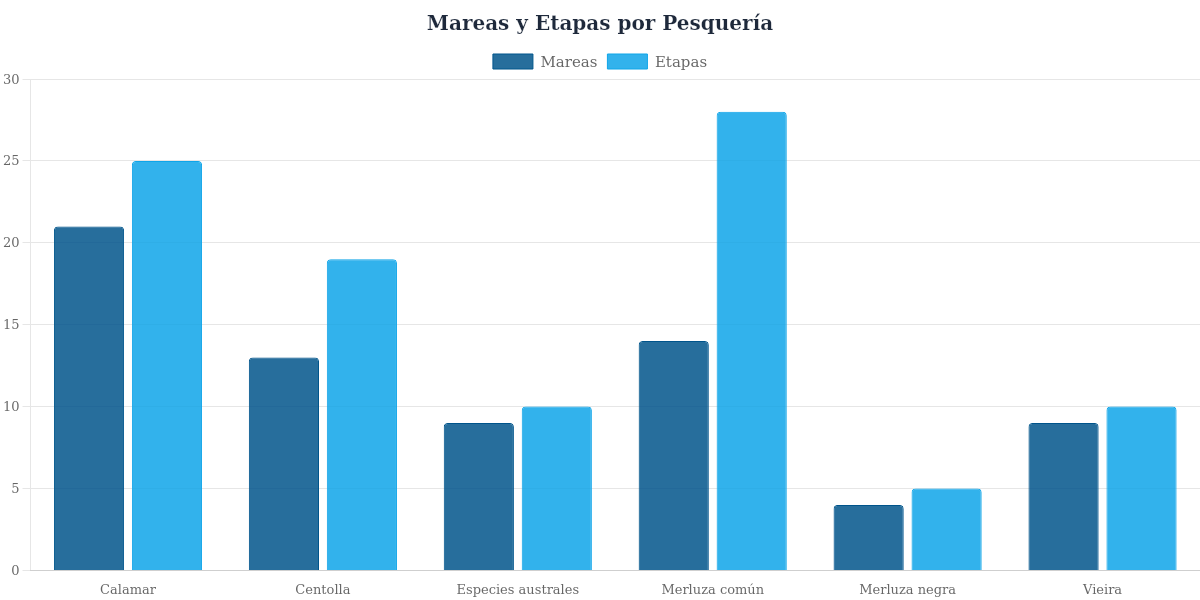 Mareas y Etapas por Pesquería
Mareas Etapas
30
25
20
15
10
5
0
Calamar Centolla Especies australes Merluza común Merluza negra Vieira